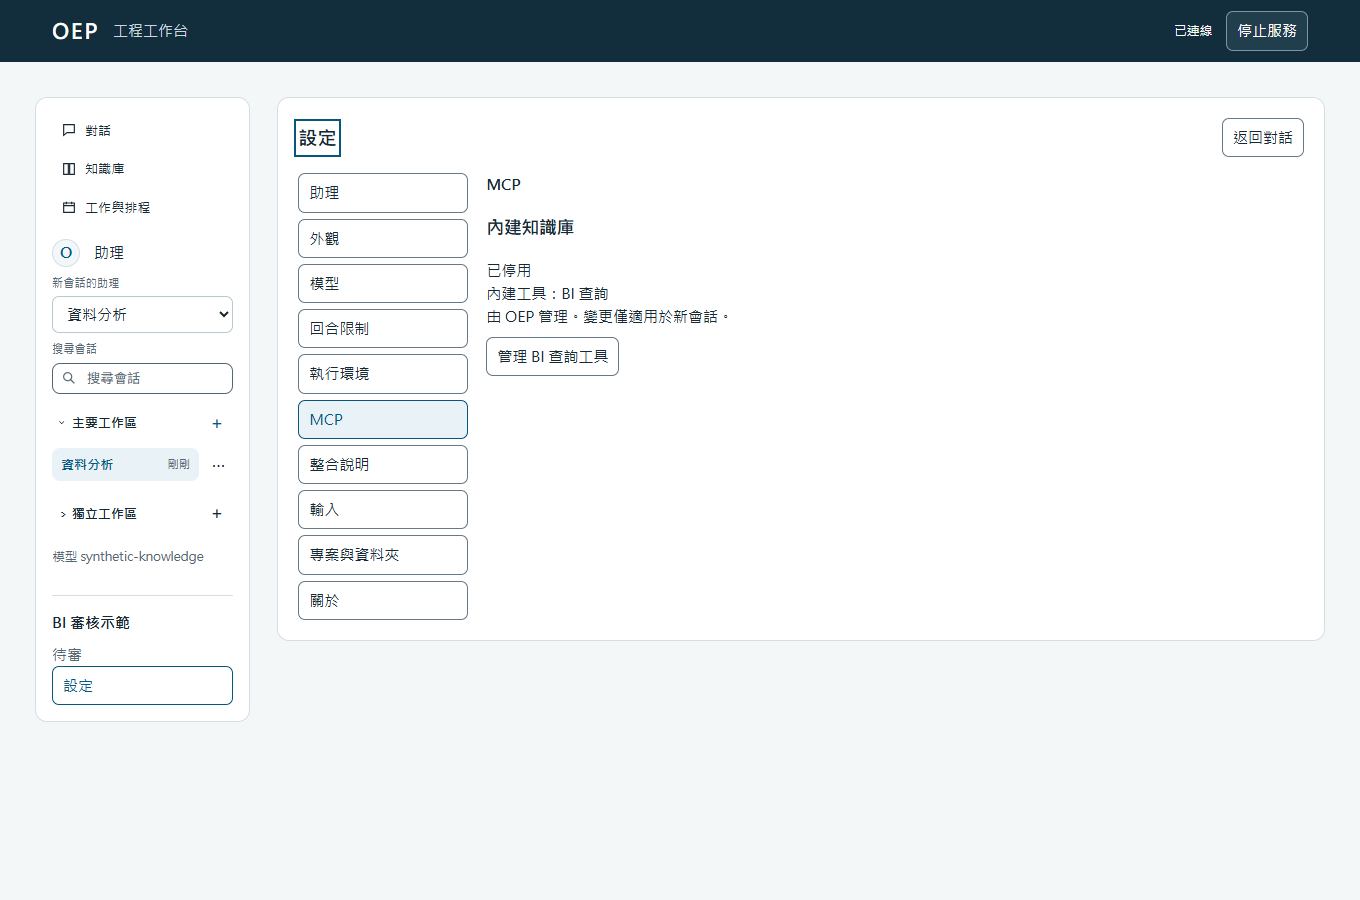 OEP 工程工作台
已連線
停止服務
對話
知識庫
工作與排程
O 助理
新會話的助理
資料分析
搜尋會話
搜尋會話
主要工作區 +
資料分析 剛剛 ...
獨立工作區 +
模型 synthetic-knowledge
BI 審核示範
待審
設定
設定
返回對話
助理
外觀
模型
回合限制
執行環境
MCP
整合說明
輸入
專案與資料夾
關於
MCP
內建知識庫
已停用
內建工具：BI 查詢
由 OEP 管理。變更僅適用於新會話。
管理 BI 查詢工具